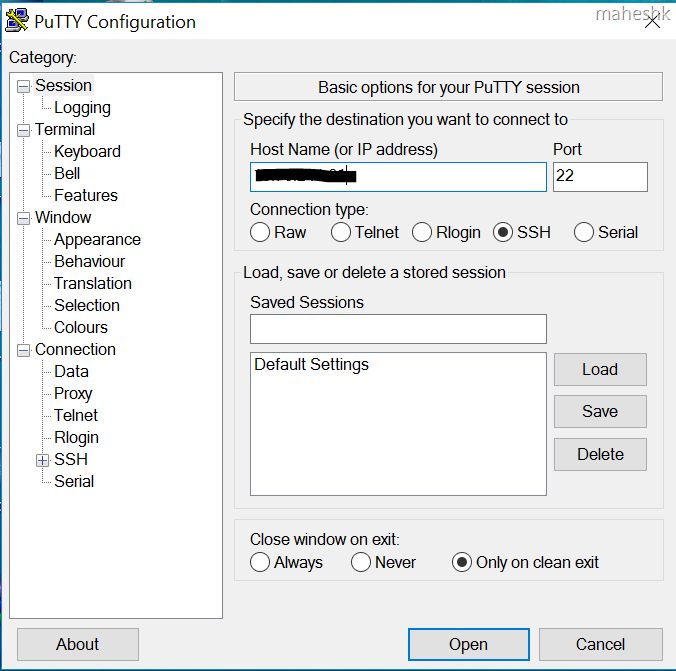 PuTTY Configuration
maheshk
Category:
Session
Logging
Terminal
Keyboard
Bell
Features
Window
Appearance
Behaviour
Translation
Selection
Colours
Connection
Data
Proxy
Telnet
Rlogin
SSH
Serial
Basic options for your PuTTY session
Specify the destination you want to connect to
Host Name (or IP address) Port
22
Connection type:
Raw Telnet Rlogin SSH Serial
Load, save or delete a stored session
Saved Sessions
Default Settings
Load
Save
Delete
Close window on exit:
Always Never Only on clean exit
About Open Cancel